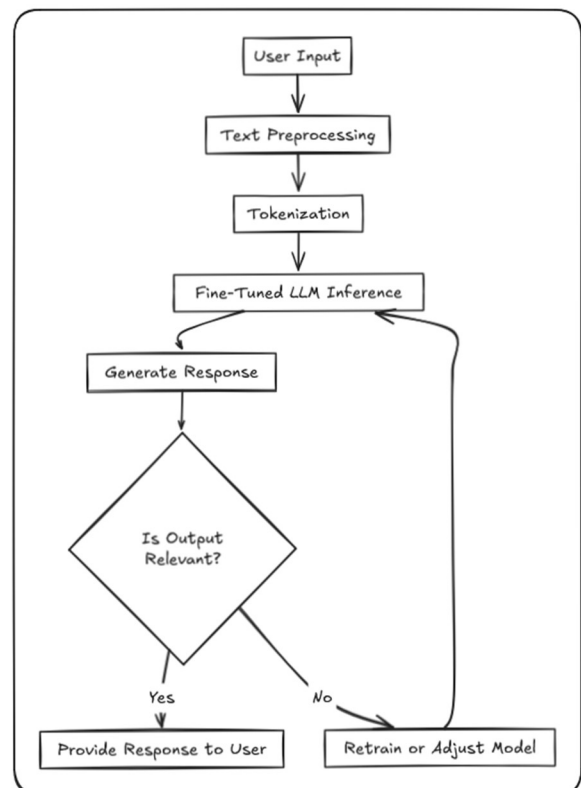 User Input
Text Preprocessing
Tokenization
Fine-Tuned LLM Inference
Generate Response
Is Output
Relevant?
Yes
No
Provide Response to User
Retrain or Adjust Model